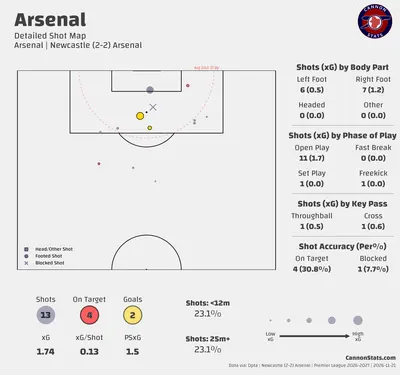 Arsenal
Detailed Shot Map
Arsenal | Newcastle (2-2) Arsenal
CANNON
STATS
Shots (xG) by Body Part
Left Foot Right Foot
6 (0.5) 7 (1.2)
Headed Other
0 (0.0) 0 (0.0)
Shots (xG) by Phase of Play
Open Play Fast Break
11 (1.7) 0 (0.0)
Set Play Freekick
1 (0.0) 1 (0.0)
Shots (xG) by Key Pass
Throughball Cross
1 (0.5) 1 (0.6)
Shot Accuracy (Per%)
On Target Blocked
4 (30.8%) 1 (7.7%)
Head/Other Shot
Footed Shot
Blocked Shot
Shots On Target Goals
13 4 2
xG xG/Shot PSxG
1.74 0.13 1.5
Shots: <12m
23.1%
Shots: 25m+
23.1%
Low
xG
High
xG
CannonStats.com